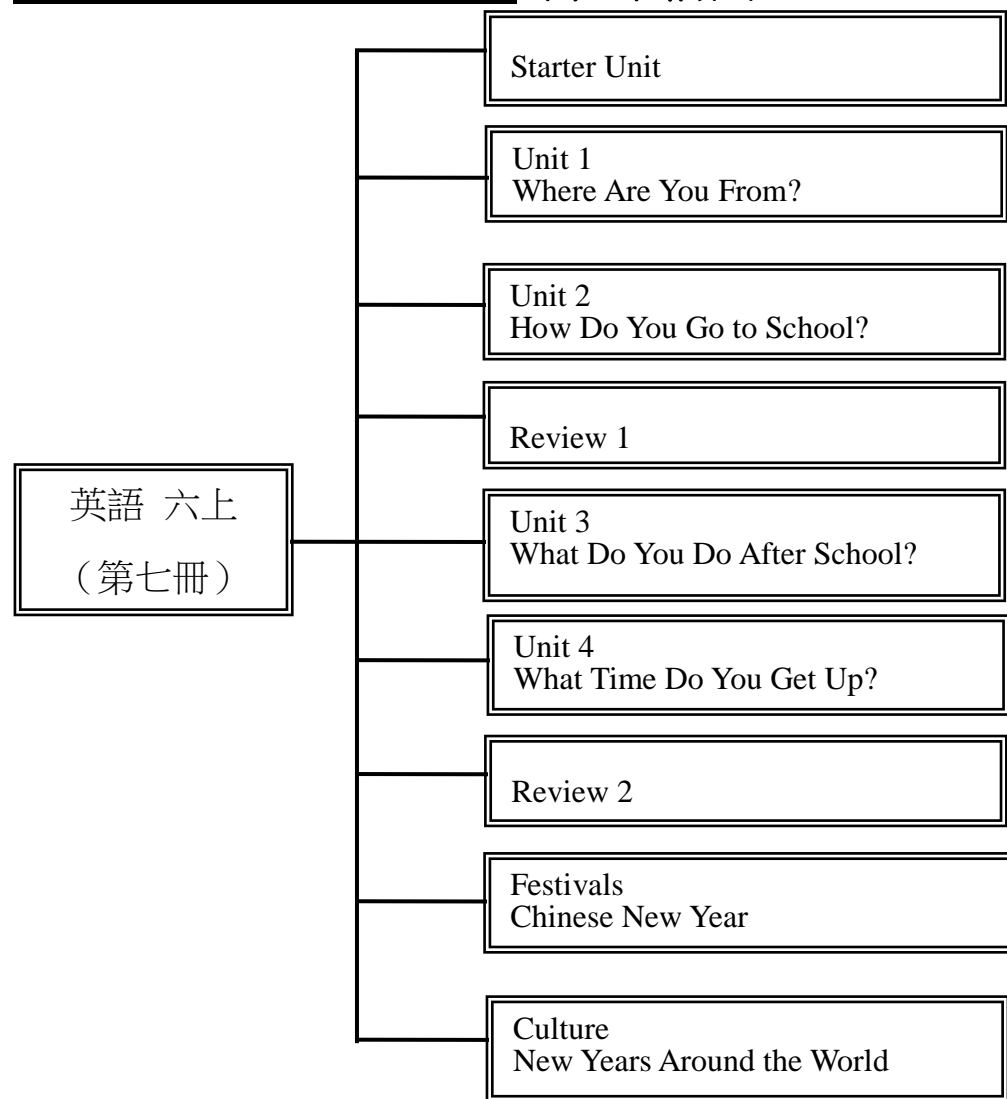 Starter Unit
Unit 1
Where Are You From?
Unit 2
How Do You Go to School?
Review 1
英語 六上
（第七冊）
Unit 3
What Do You Do After School?
Unit 4
What Time Do You Get Up?
Review 2
Festivals
Chinese New Year
Culture
New Years Around the World